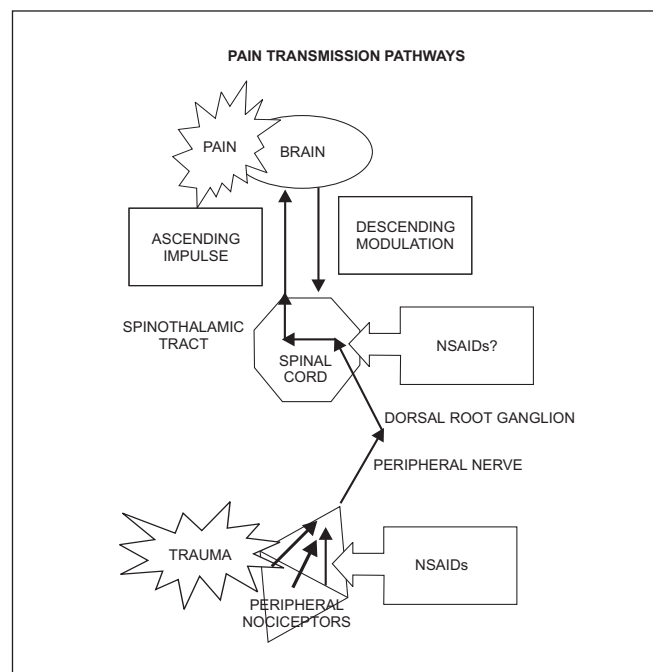 PAIN TRANSMISSION PATHWAYS
PAIN
BRAIN
ASCENDING
IMPULSE
DESCENDING
MODULATION
SPINOTHALAMIC
TRACT
SPINAL
CORD
NSAIDs?
DORSAL ROOT GANGLION
PERIPHERAL NERVE
TRAUMA
NSAIDs
PERIPHERAL
NOCICEPTORS